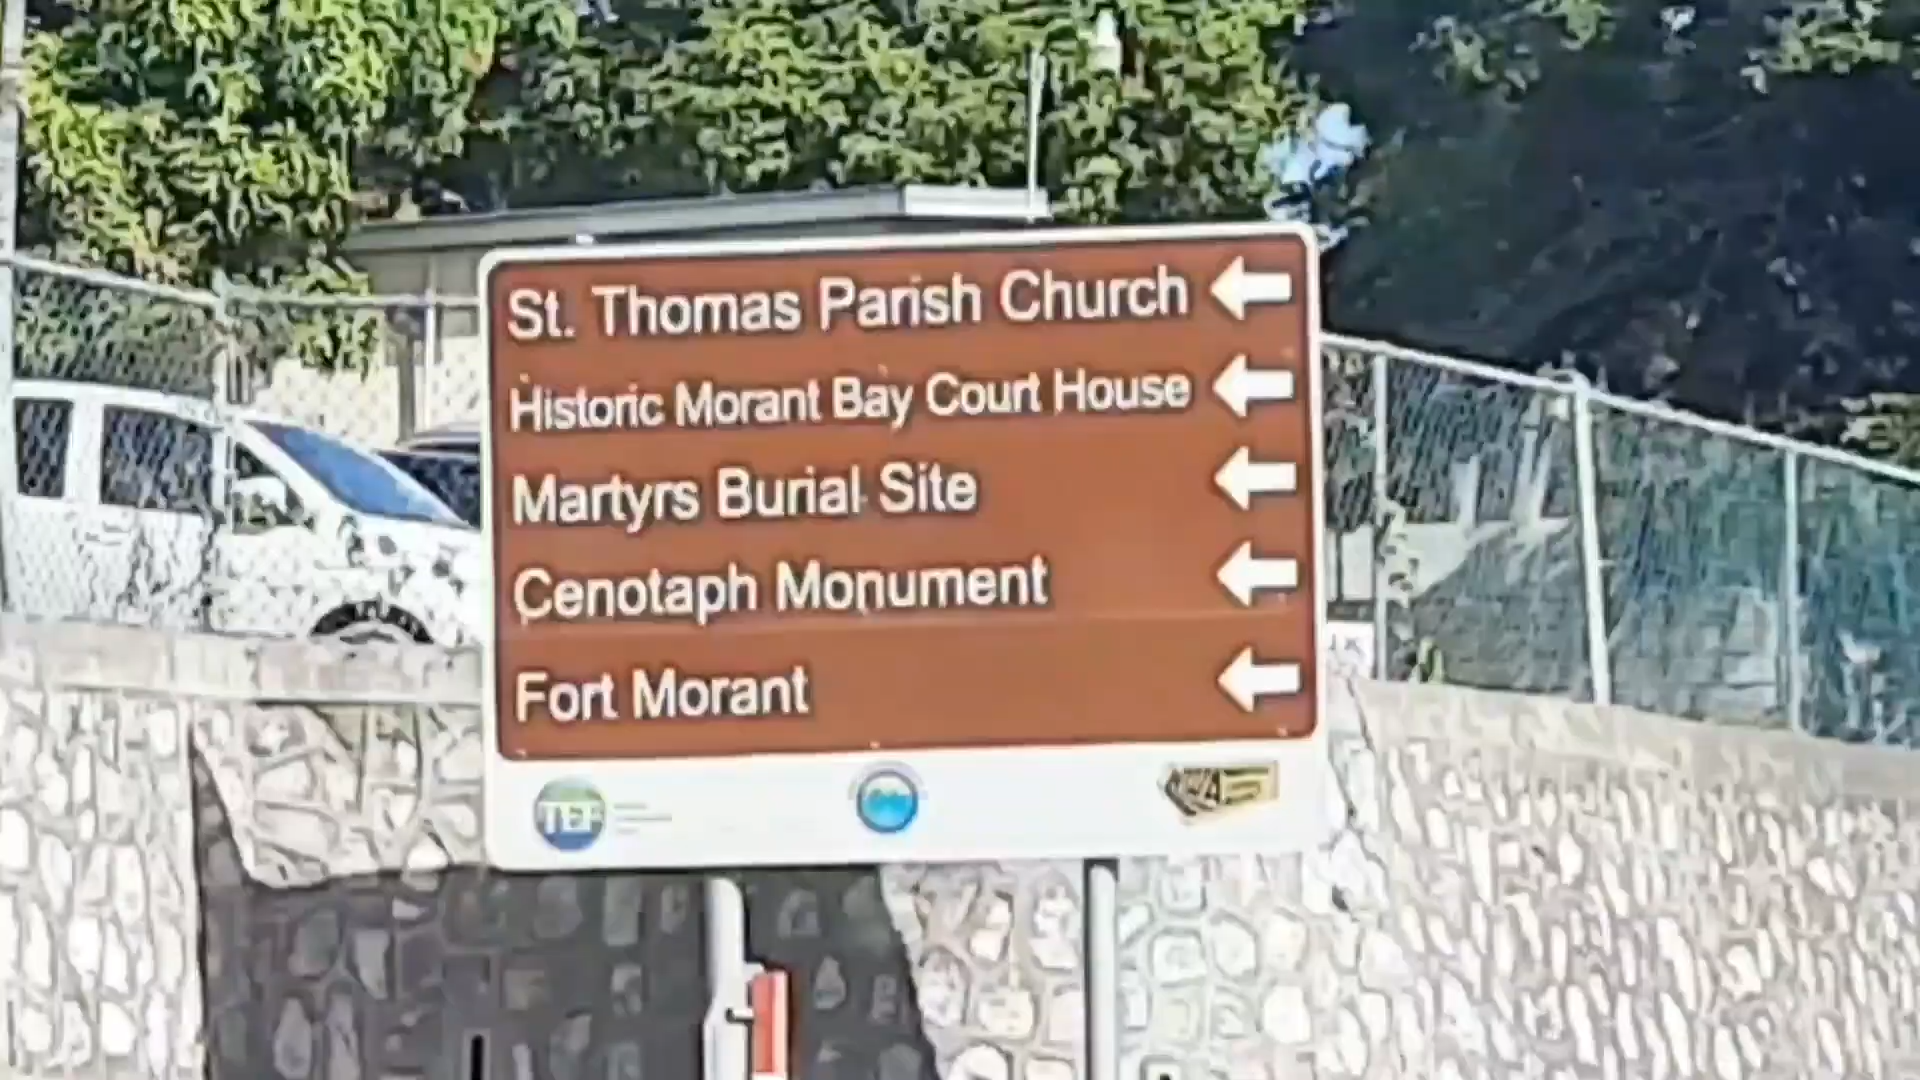 St. Thomas Parish Church
Historic Morant Bay Court House
Martyrs Burial Site
Cenotaph Monument
Fort Morant
TEF